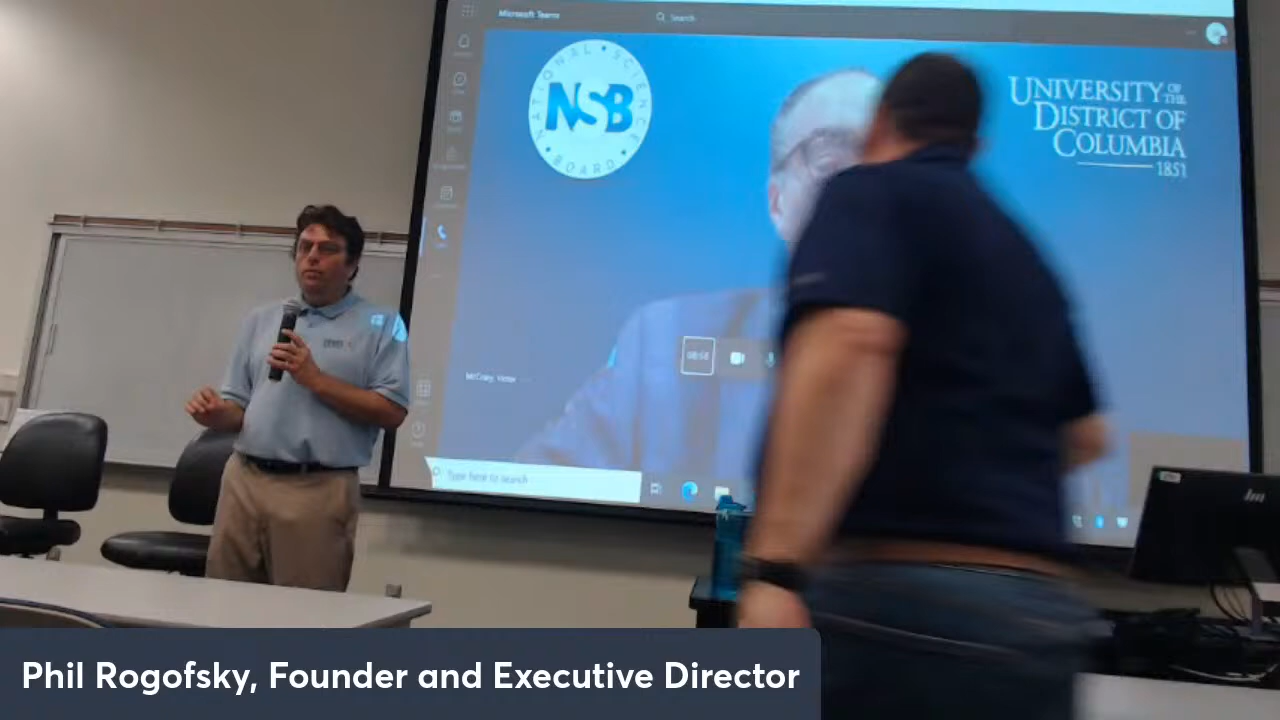 Microsoft Teams
Search
NATIONAL SCIENCE BOARD
NSB
UNIVERSITY OF THE
DISTRICT OF
COLUMBIA
1851
McCrary, Victor
Type here to search
hp
Phil Rogofsky, Founder and Executive Director